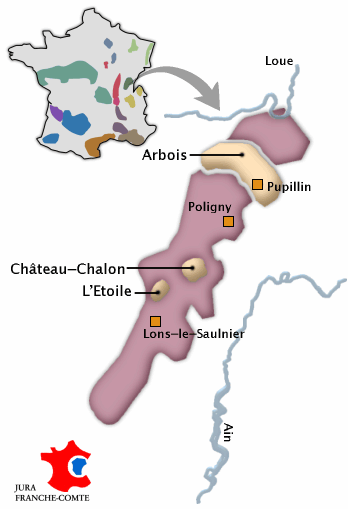 Loue
Arbois
Pupillin
Poligny
Château–Chalon
L'Etoile
Lons–le–Saulnier
Ain
JURA
FRANCHE-COMTE